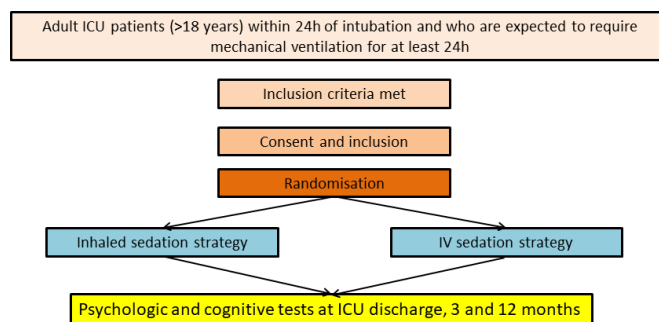 Adult ICU patients (>18 years) within 24h of intubation and who are expected to require
mechanical ventilation for at least 24h
Inclusion criteria met
Consent and inclusion
Randomisation
Inhaled sedation strategy
IV sedation strategy
Psychologic and cognitive tests at ICU discharge, 3 and 12 months